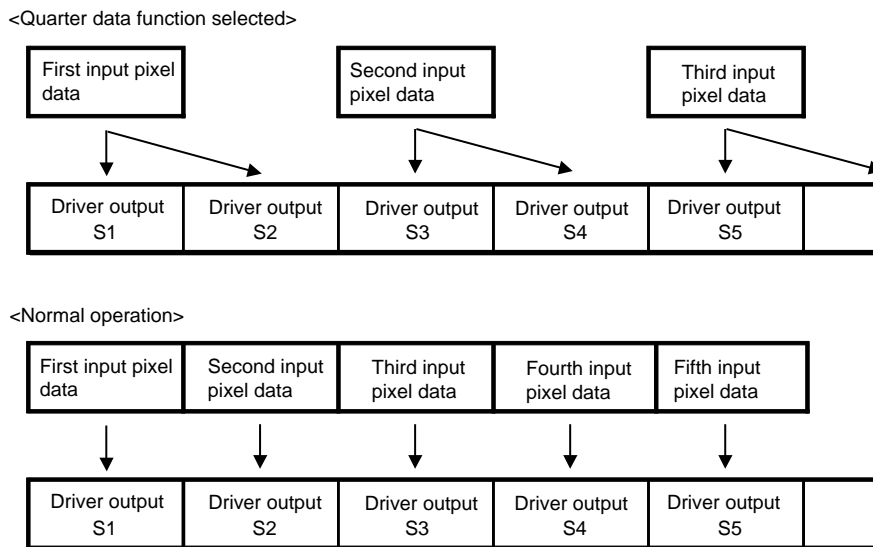 <Quarter data function selected>
First input pixel
data
Second input
pixel data
Third input
pixel data
Driver output
S1
Driver output
S2
Driver output
S3
Driver output
S4
Driver output
S5
<Normal operation>
First input pixel
data
Second input
pixel data
Third input
pixel data
Fourth input
pixel data
Fifth input
pixel data
Driver output
S1
Driver output
S2
Driver output
S3
Driver output
S4
Driver output
S5